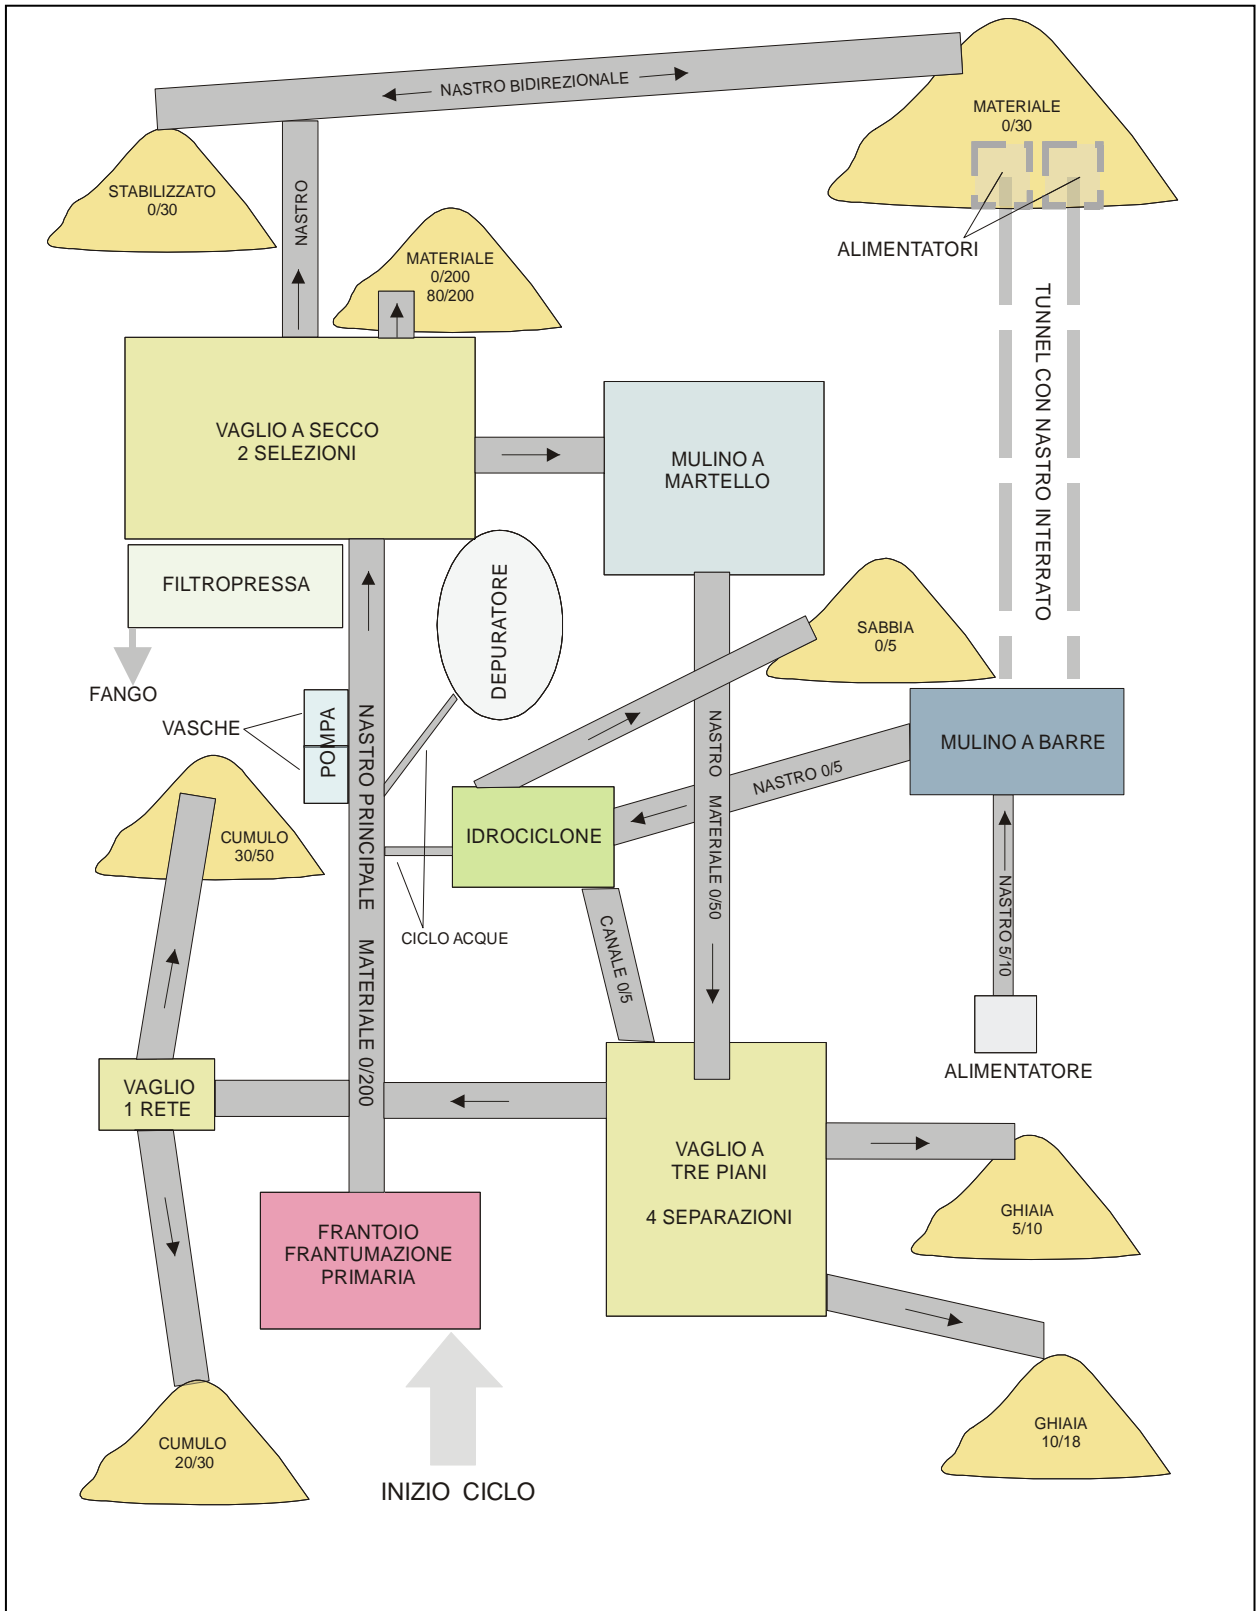 NASTRO BIDIREZIONALE
MATERIALE
0/30
STABILIZZATO
0/30
NASTRO
ALIMENTATORI
MATERIALE
0/200
80/200
TUNNEL CON NASTRO INTERRATO
VAGLIO A SECCO
2 SELEZIONI
MULINO A
MARTELLO
FILTROPRESSA
DEPURATORE
SABBIA
0/5
FANGO
VASCHE
POMPA
NASTRO PRINCIPALE MATERIALE 0/200
NASTRO MATERIALE 0/50
MULINO A BARRE
NASTRO 0/5
IDROCICLONE
CUMULO
30/50
CICLO ACQUE
CANALE 0/5
NASTRO 5/10
ALIMENTATORE
VAGLIO
1 RETE
VAGLIO A
TRE PIANI
4 SEPARAZIONI
GHIAIA
5/10
FRANTOIO
FRANTUMAZIONE
PRIMARIA
GHIAIA
10/18
CUMULO
20/30
INIZIO CICLO